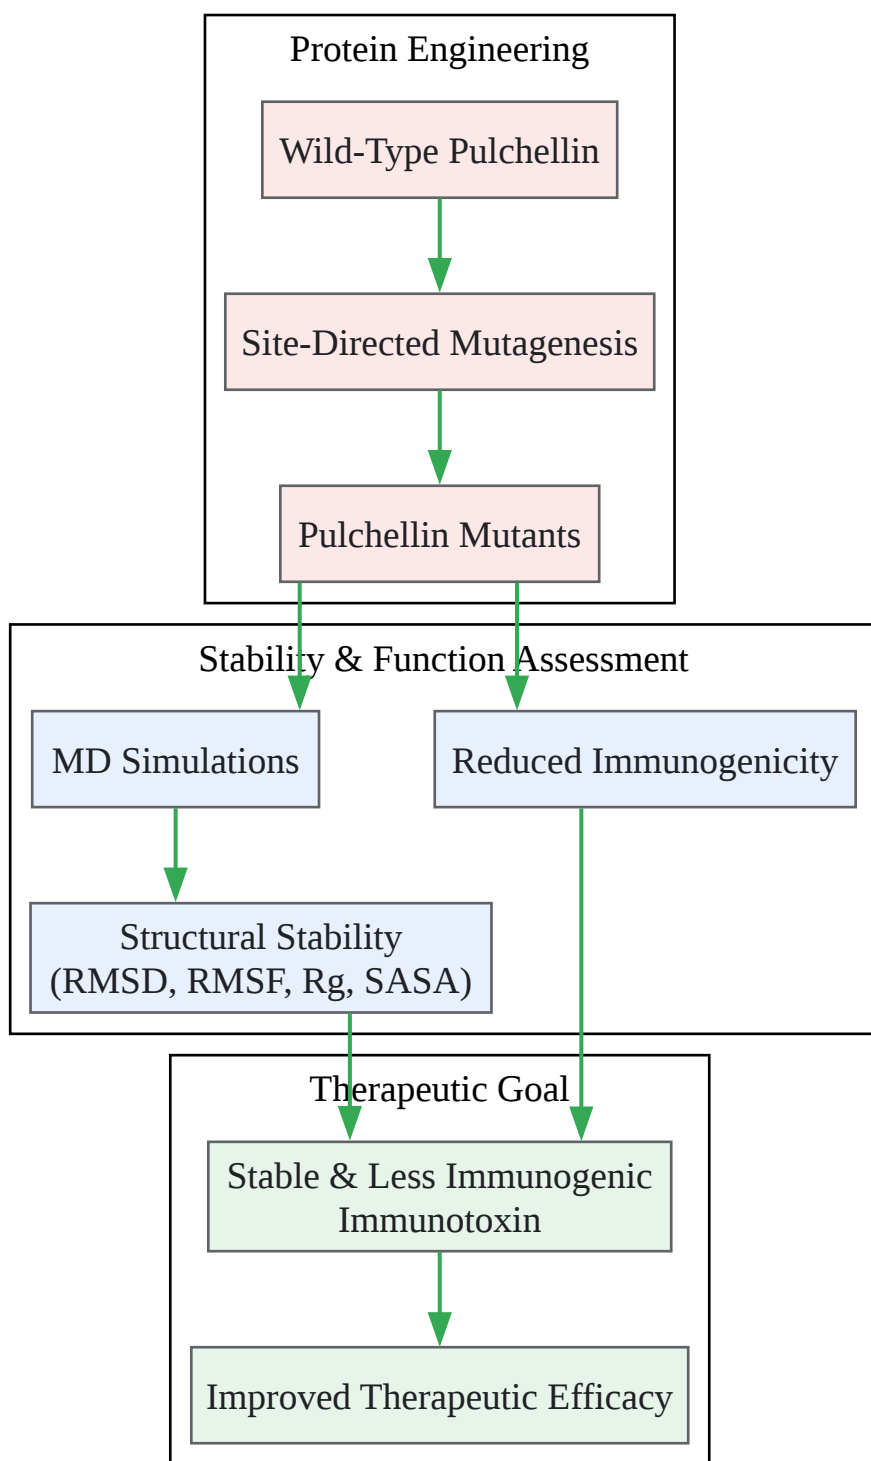 Protein Engineering
Wild-Type Pulchellin
Site-Directed Mutagenesis
Pulchellin Mutants
Stability & Function Assessment
MD Simulations
Reduced Immunogenicity
Structural Stability
(RMSD, RMSF, Rg, SASA)
Therapeutic Goal
Stable & Less Immunogenic
Immunotoxin
Improved Therapeutic Efficacy